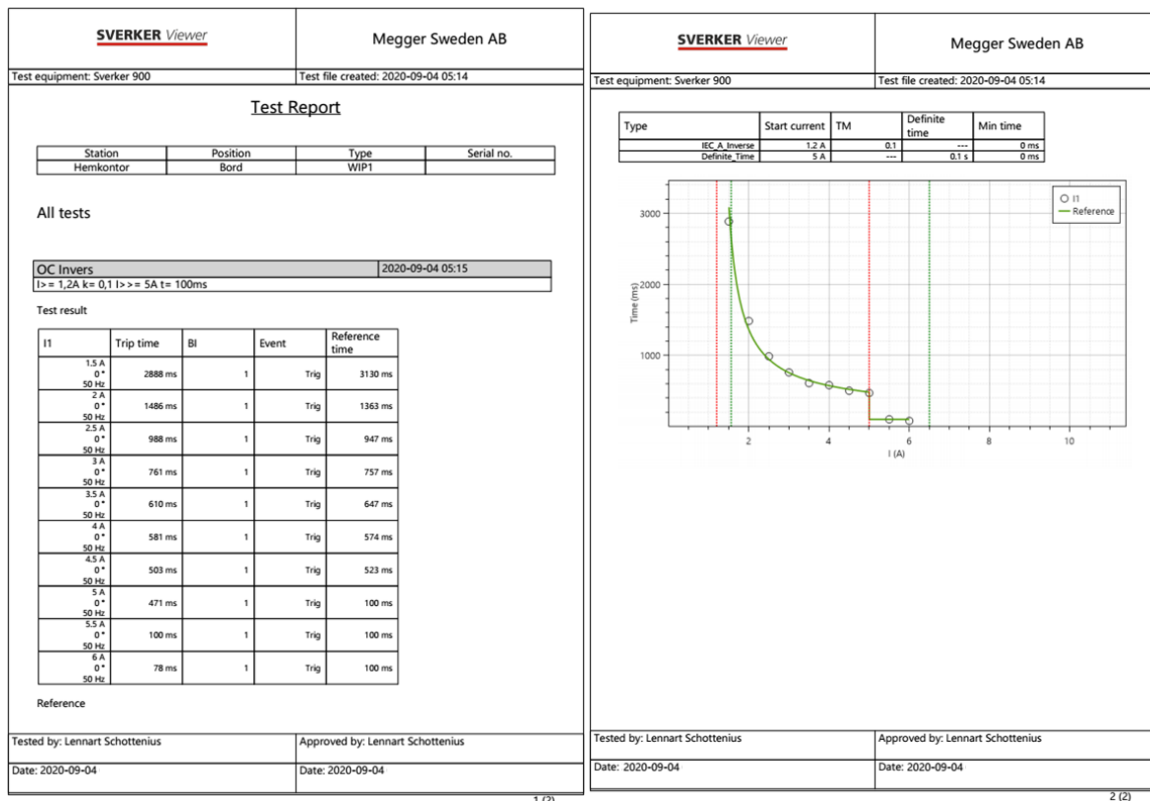 SVERKER Viewer
Megger Sweden AB
Test equipment: Sverker 900
Test file created: 2020-09-04 05:14
Test Report
Station Position Type Serial no.
Hemkontor Bord WIP1
All tests
OC Invers 2020-09-04 05:15
I>= 1,2A k= 0,1 I>>= 5A t= 100ms
Test result
I1 Trip time BI Event Reference time
1.5 A
0 °
50 Hz
2888 ms 1 Trig 3130 ms
2 A
0 °
50 Hz
1486 ms 1 Trig 1363 ms
2.5 A
0 °
50 Hz
988 ms 1 Trig 947 ms
3 A
0 °
50 Hz
761 ms 1 Trig 757 ms
3.5 A
0 °
50 Hz
610 ms 1 Trig 647 ms
4 A
0 °
50 Hz
581 ms 1 Trig 574 ms
4.5 A
0 °
50 Hz
503 ms 1 Trig 523 ms
5 A
0 °
50 Hz
471 ms 1 Trig 100 ms
5.5 A
0 °
50 Hz
100 ms 1 Trig 100 ms
6 A
0 °
50 Hz
78 ms 1 Trig 100 ms
Reference
Tested by: Lennart Schottenius
Approved by: Lennart Schottenius
Date: 2020-09-04
Date: 2020-09-04
1 (2)
SVERKER Viewer
Megger Sweden AB
Test equipment: Sverker 900
Test file created: 2020-09-04 05:14
Type Start current TM Definite time Min time
IEC_A_Inverse 1.2 A 0.1 --- 0 ms
Definite_Time 5 A --- 0.1 s 0 ms
I1
Reference
3000
2000
1000
Time (ms)
2 4 6 8 10
I (A)
Tested by: Lennart Schottenius
Approved by: Lennart Schottenius
Date: 2020-09-04
Date: 2020-09-04
2 (2)